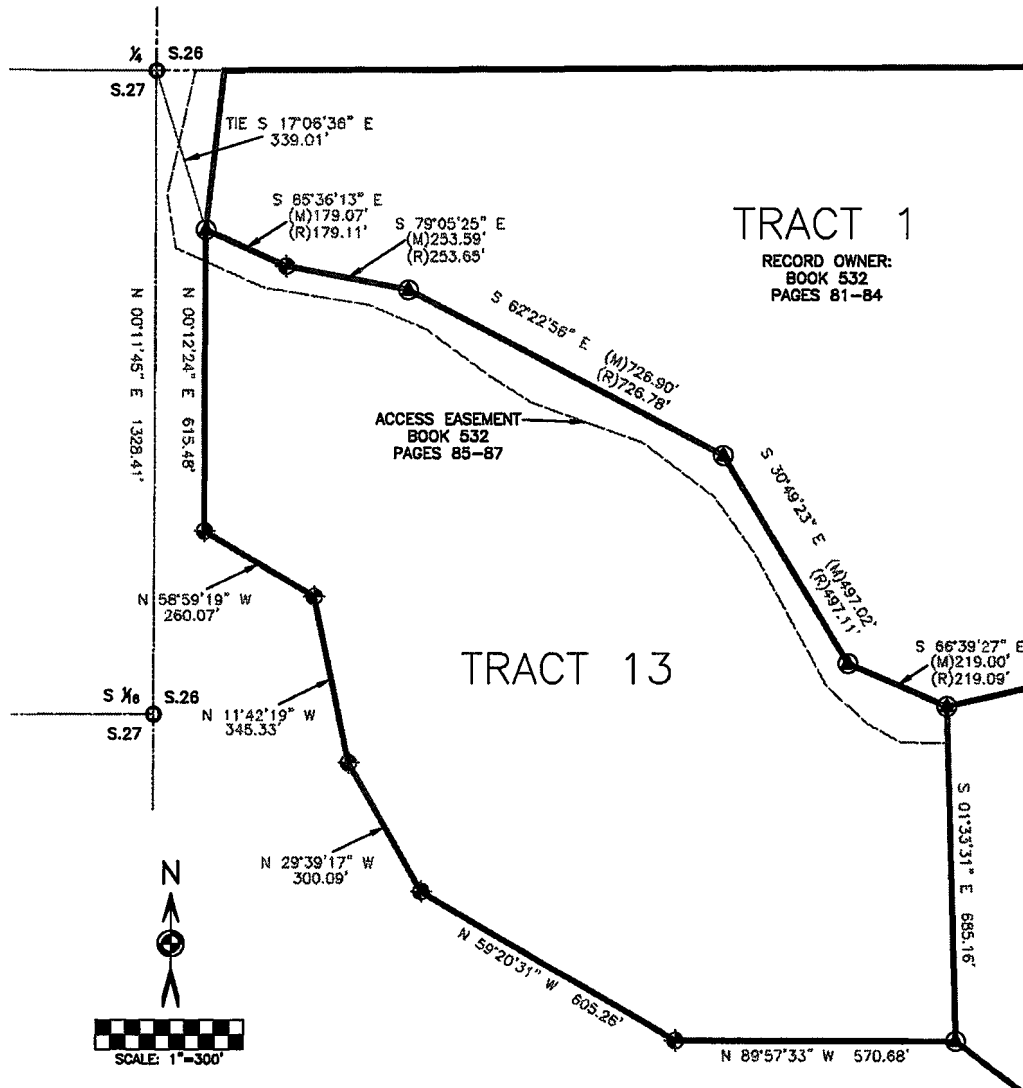 1/4 S.26
S.27
TIE S 17°06'36" E
339.01'
S 65°36'13" E
(M)179.07'
(R)179.11'
S 79°05'25" E
(M)253.59'
(R)253.65'
TRACT 1
RECORD OWNER:
BOOK 532
PAGES 81-84
S 62°22'56" E
(M)726.90'
(R)726.78'
N 00°11'45" E 1328.41'
N 00°12'24" E 615.48'
ACCESS EASEMENT
BOOK 532
PAGES 85-87
S 30°49'23" E
(M)497.02'
(R)497.11'
N 58°59'19" W
260.07'
S 66°39'27" E
(M)219.00'
(R)219.09'
TRACT 13
S 1/16 S.26
S.27
N 11°42'19" W
345.33'
S 01°33'31" E 685.16'
N 29°39'17" W
300.09'
N
N 59°20'31" W 605.26'
N 89°57'33" W 570.68'
SCALE: 1"=300'